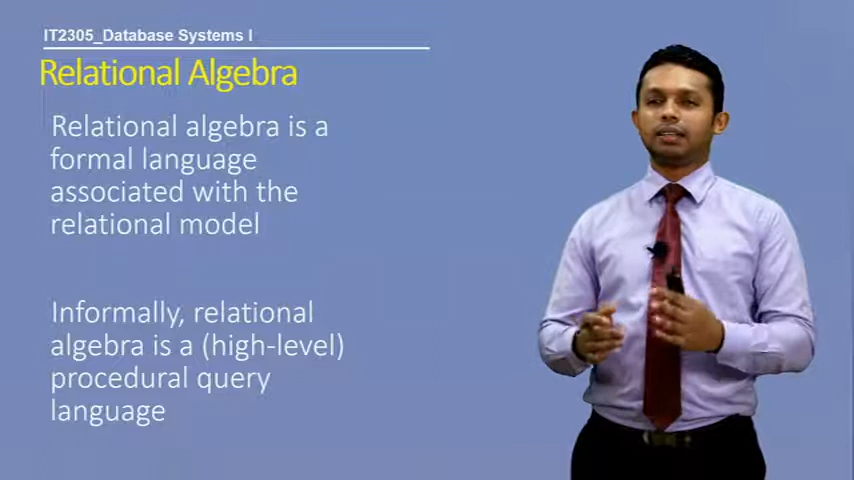 IT2305_Database Systems I
Relational Algebra
Relational algebra is a
formal language
associated with the
relational model
Informally, relational
algebra is a (high-level)
procedural query
language